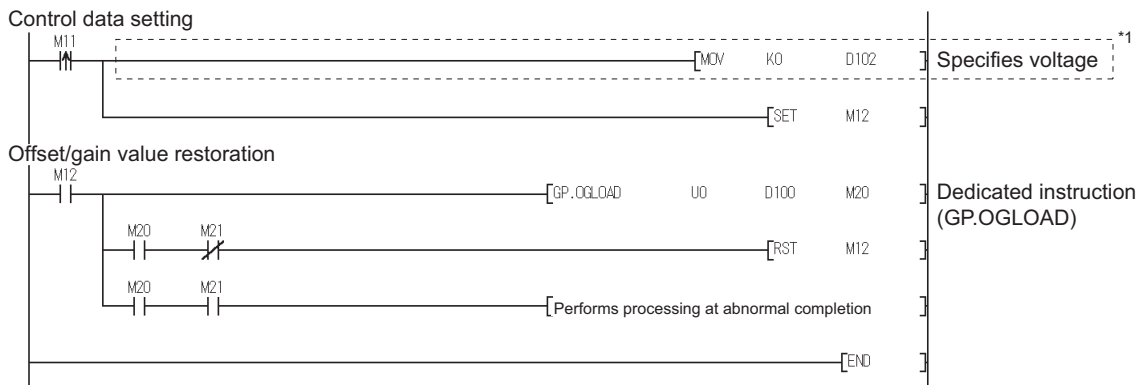 Control data setting
M11
*1
MOV K0 D102
Specifies voltage
SET M12
Offset/gain value restoration
M12
GP.OGLOAD U0 D100 M20
Dedicated instruction
(GP.OGLOAD)
M20 M21
RST M12
M20 M21
Performs processing at abnormal completion
END